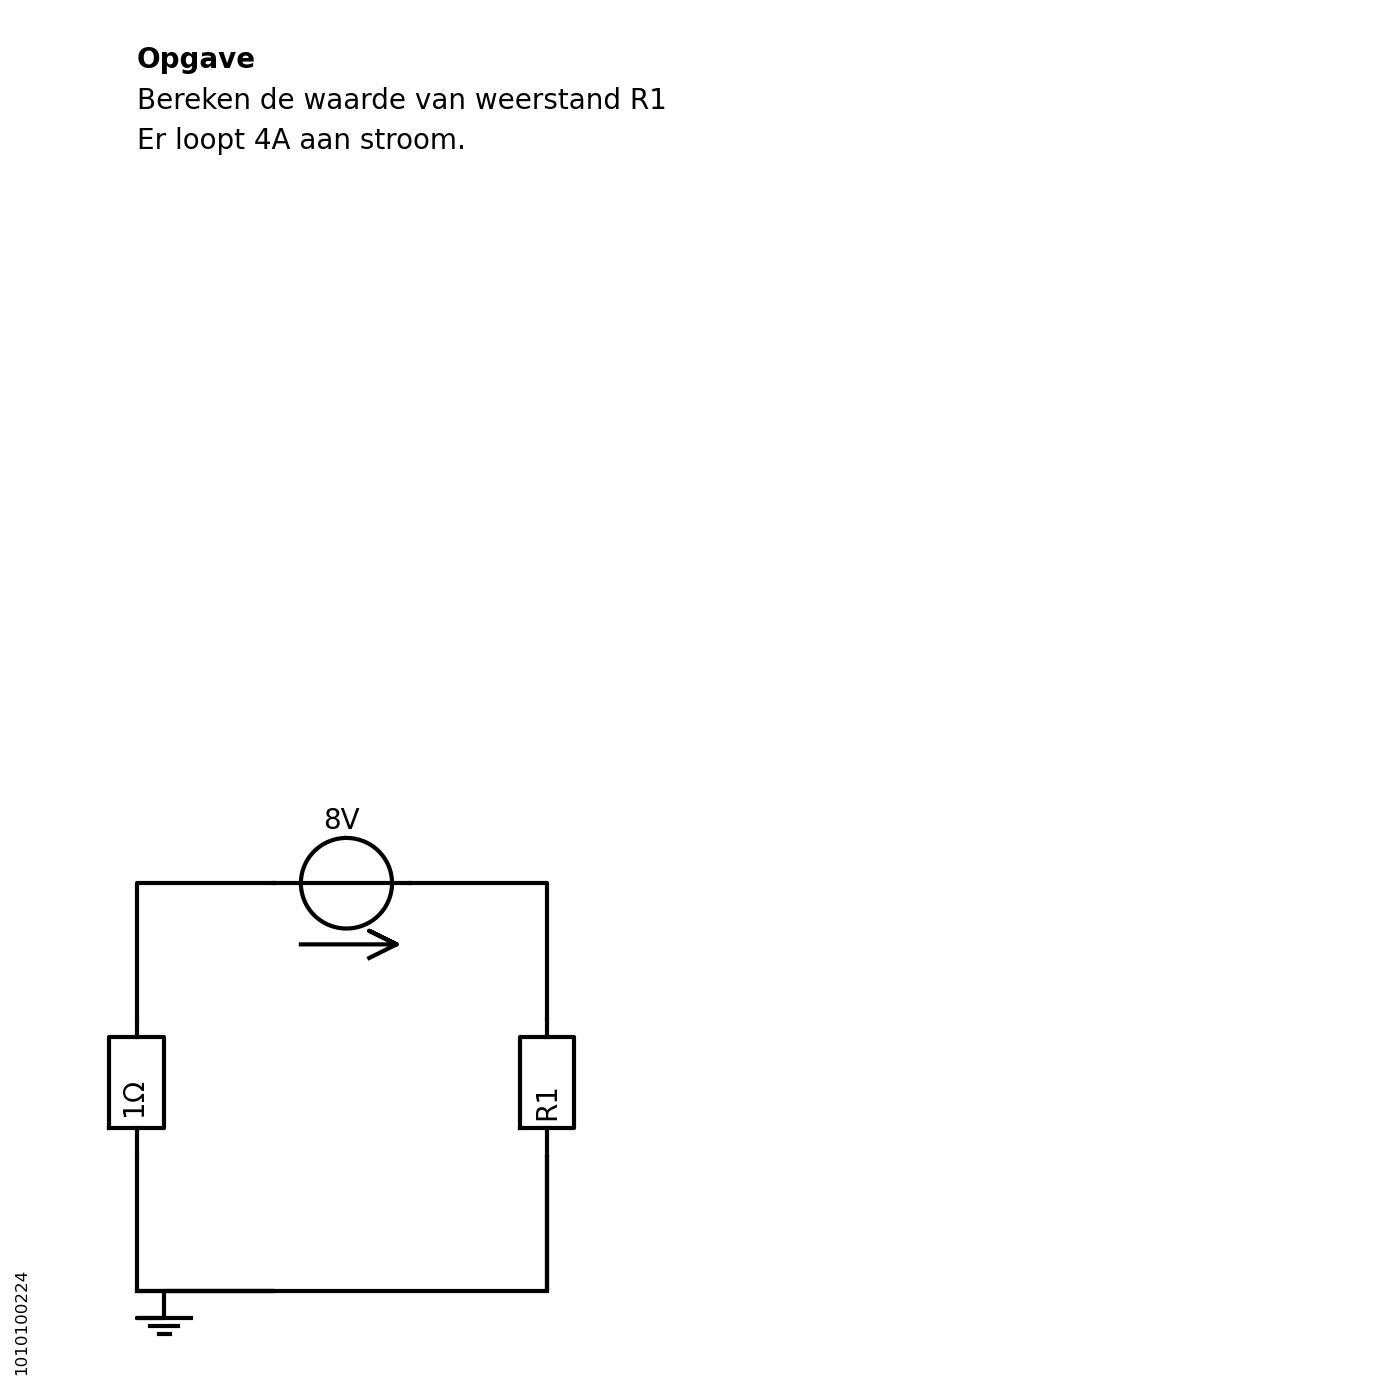 Opgave
Bereken de waarde van weerstand R1
Er loopt 4A aan stroom.
8V
1Ω
R1
1010100224